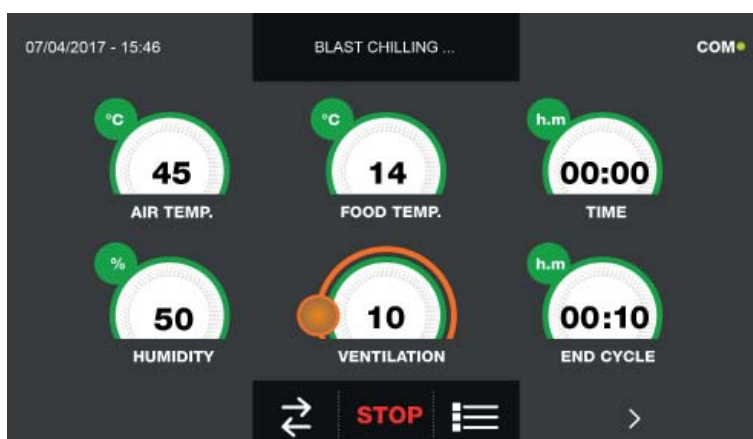 07/04/2017 - 15:46
BLAST CHILLING ...
COM
°C
45
AIR TEMP.
°C
14
FOOD TEMP.
h.m
00:00
TIME
%
50
HUMIDITY
10
VENTILATION
h.m
00:10
END CYCLE
STOP